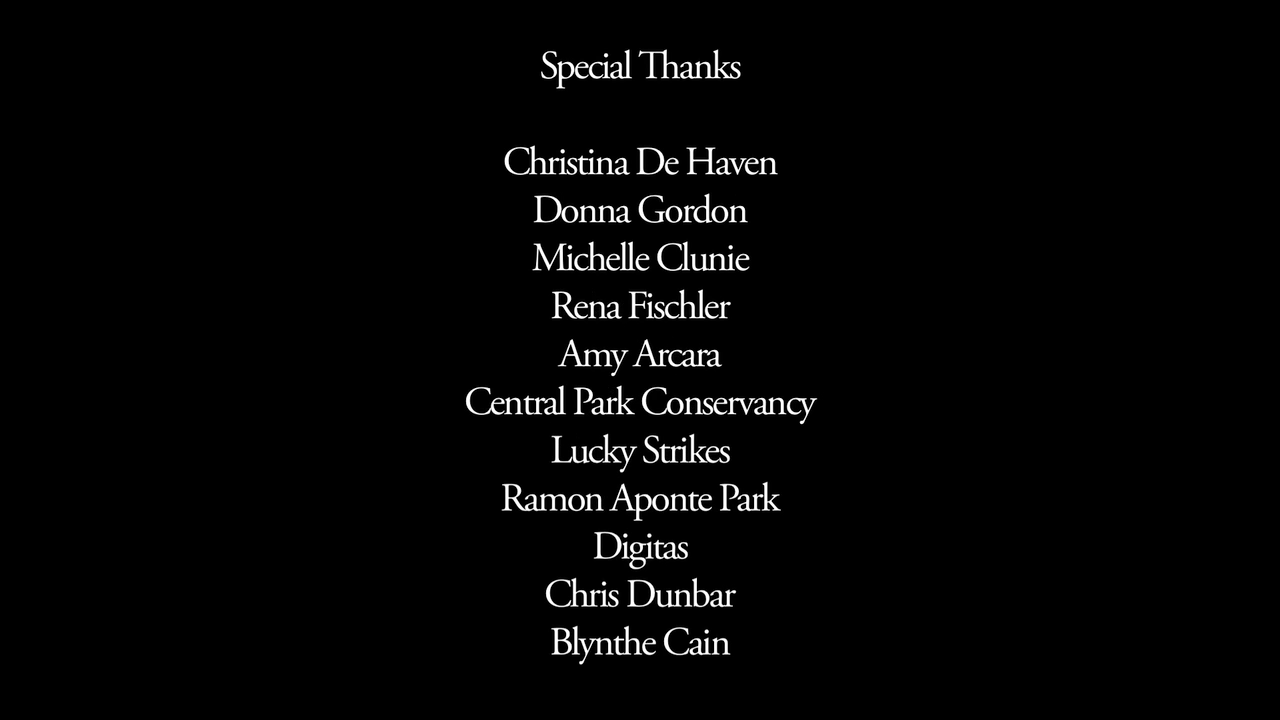 Special Thanks
Christina De Haven
Donna Gordon
Michelle Clunie
Rena Fischler
Amy Arcara
Central Park Conservancy
Lucky Strikes
Ramon Aponte Park
Digitas
Chris Dunbar
Blynthe Cain